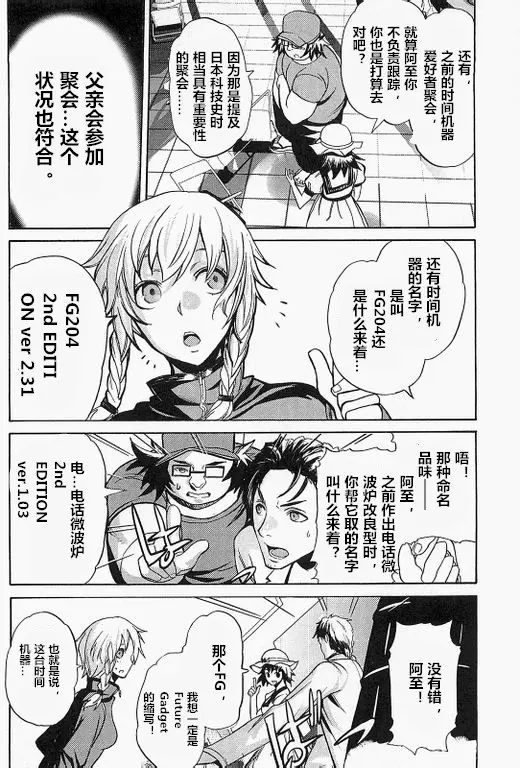 还有，
之前的时间机器
爱好者聚会，
就算阿至你
不负责跟踪，
你也是打算去
对吧？
因为那是提及
日本科技史时
相当具有重要性
的聚会……
父亲会参加
聚会…这个
状况也符合。
还有时间机
器的名字，
是叫
FG204还
是什么来着…
FG204
2nd EDITI
ON ver 2.31
唔！
那种命名
品味——
阿至，
之前作出电话微
波炉改良型时，
你帮它取的名字
叫什么来着？
电…电话微波炉
2nd
EDITION
ver.1.03
没有错，
阿至！
那个FG，
我想一定是
Future
Gadget
的缩写！
也就是说，
这台时间
机器…